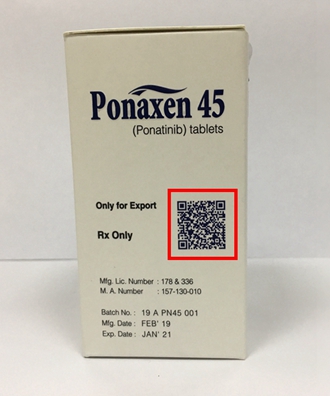 Ponaxen 45
(Ponatinib) tablets
Only for Export
Rx Only
Mfg. Lic. Number : 178 & 336
M. A. Number : 157-130-010
Batch No. : 19 A PN45 001
Mfg. Date : FEB' 19
Exp. Date : JAN' 21